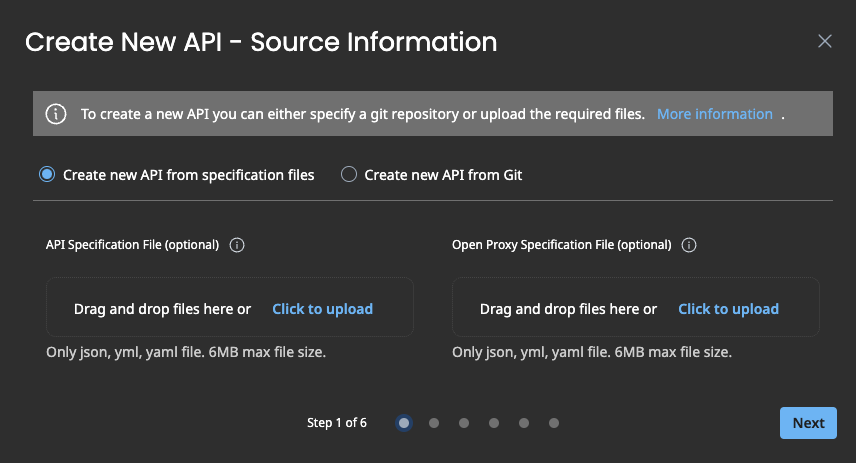 Create New API - Source Information
To create a new API you can either specify a git repository or upload the required files. More information .
Create new API from specification files Create new API from Git
API Specification File (optional) Open Proxy Specification File (optional)
Drag and drop files here or Click to upload Drag and drop files here or Click to upload
Only json, yml, yaml file. 6MB max file size. Only json, yml, yaml file. 6MB max file size.
Step 1 of 6 Next